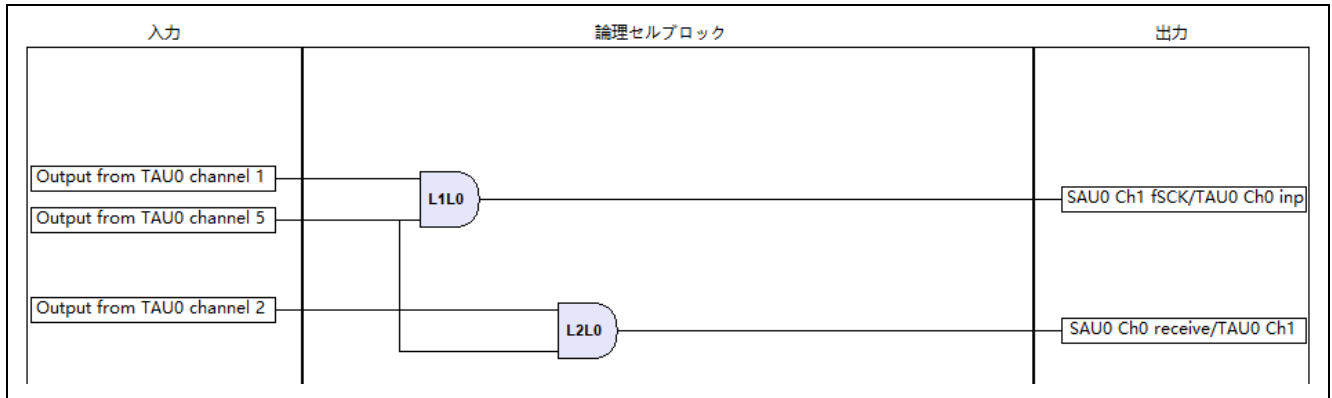 入力
論理セルブロック
出力
Output from TAU0 channel 1
L1L0
SAU0 Ch1 fSCK/TAU0 Ch0 inp
Output from TAU0 channel 5
Output from TAU0 channel 2
L2L0
SAU0 Ch0 receive/TAU0 Ch1